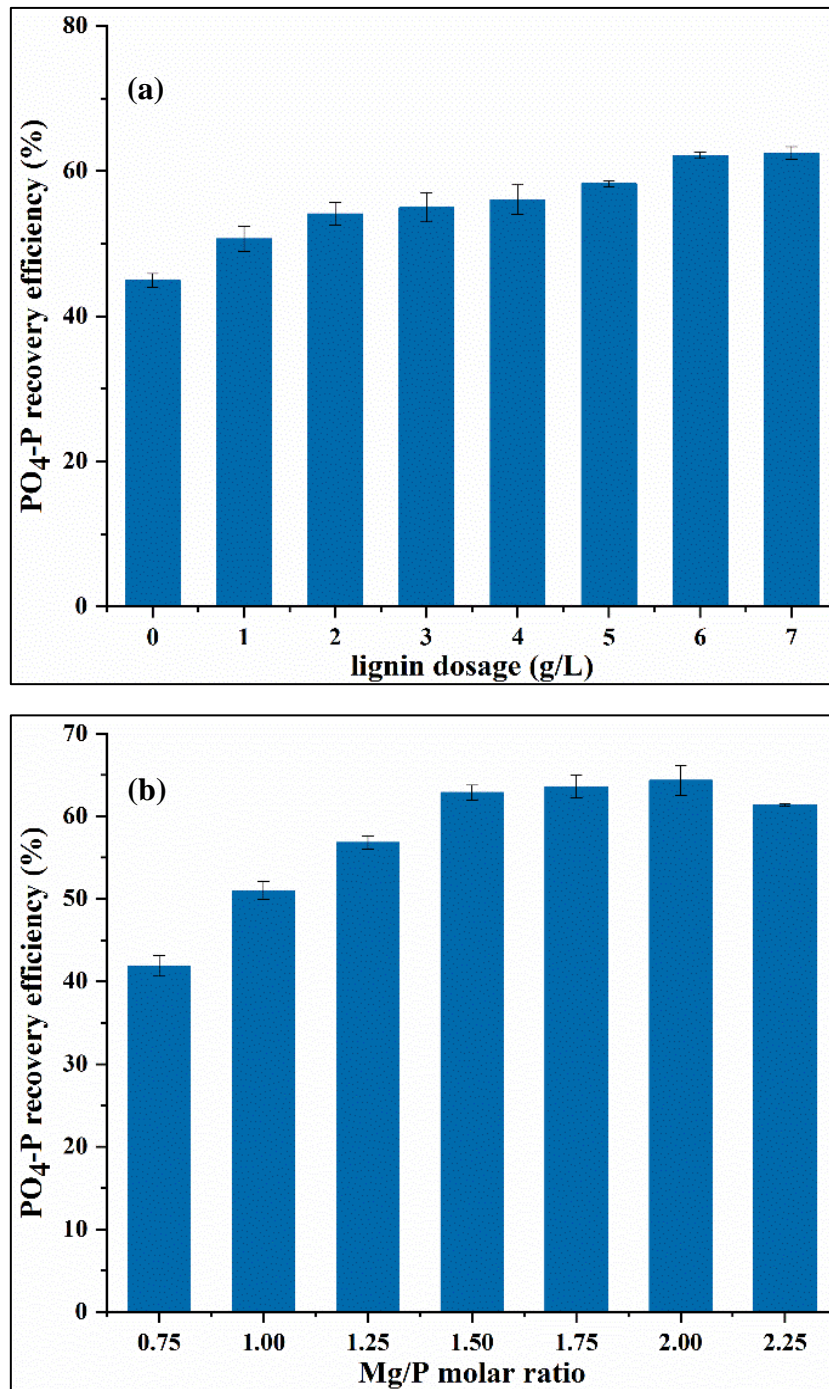 (a)
PO4-P recovery efficiency (%)
80
60
40
20
0
0 1 2 3 4 5 6 7
lignin dosage (g/L)
(b)
PO4-P recovery efficiency (%)
70
60
50
40
30
20
10
0
0.75 1.00 1.25 1.50 1.75 2.00 2.25
Mg/P molar ratio